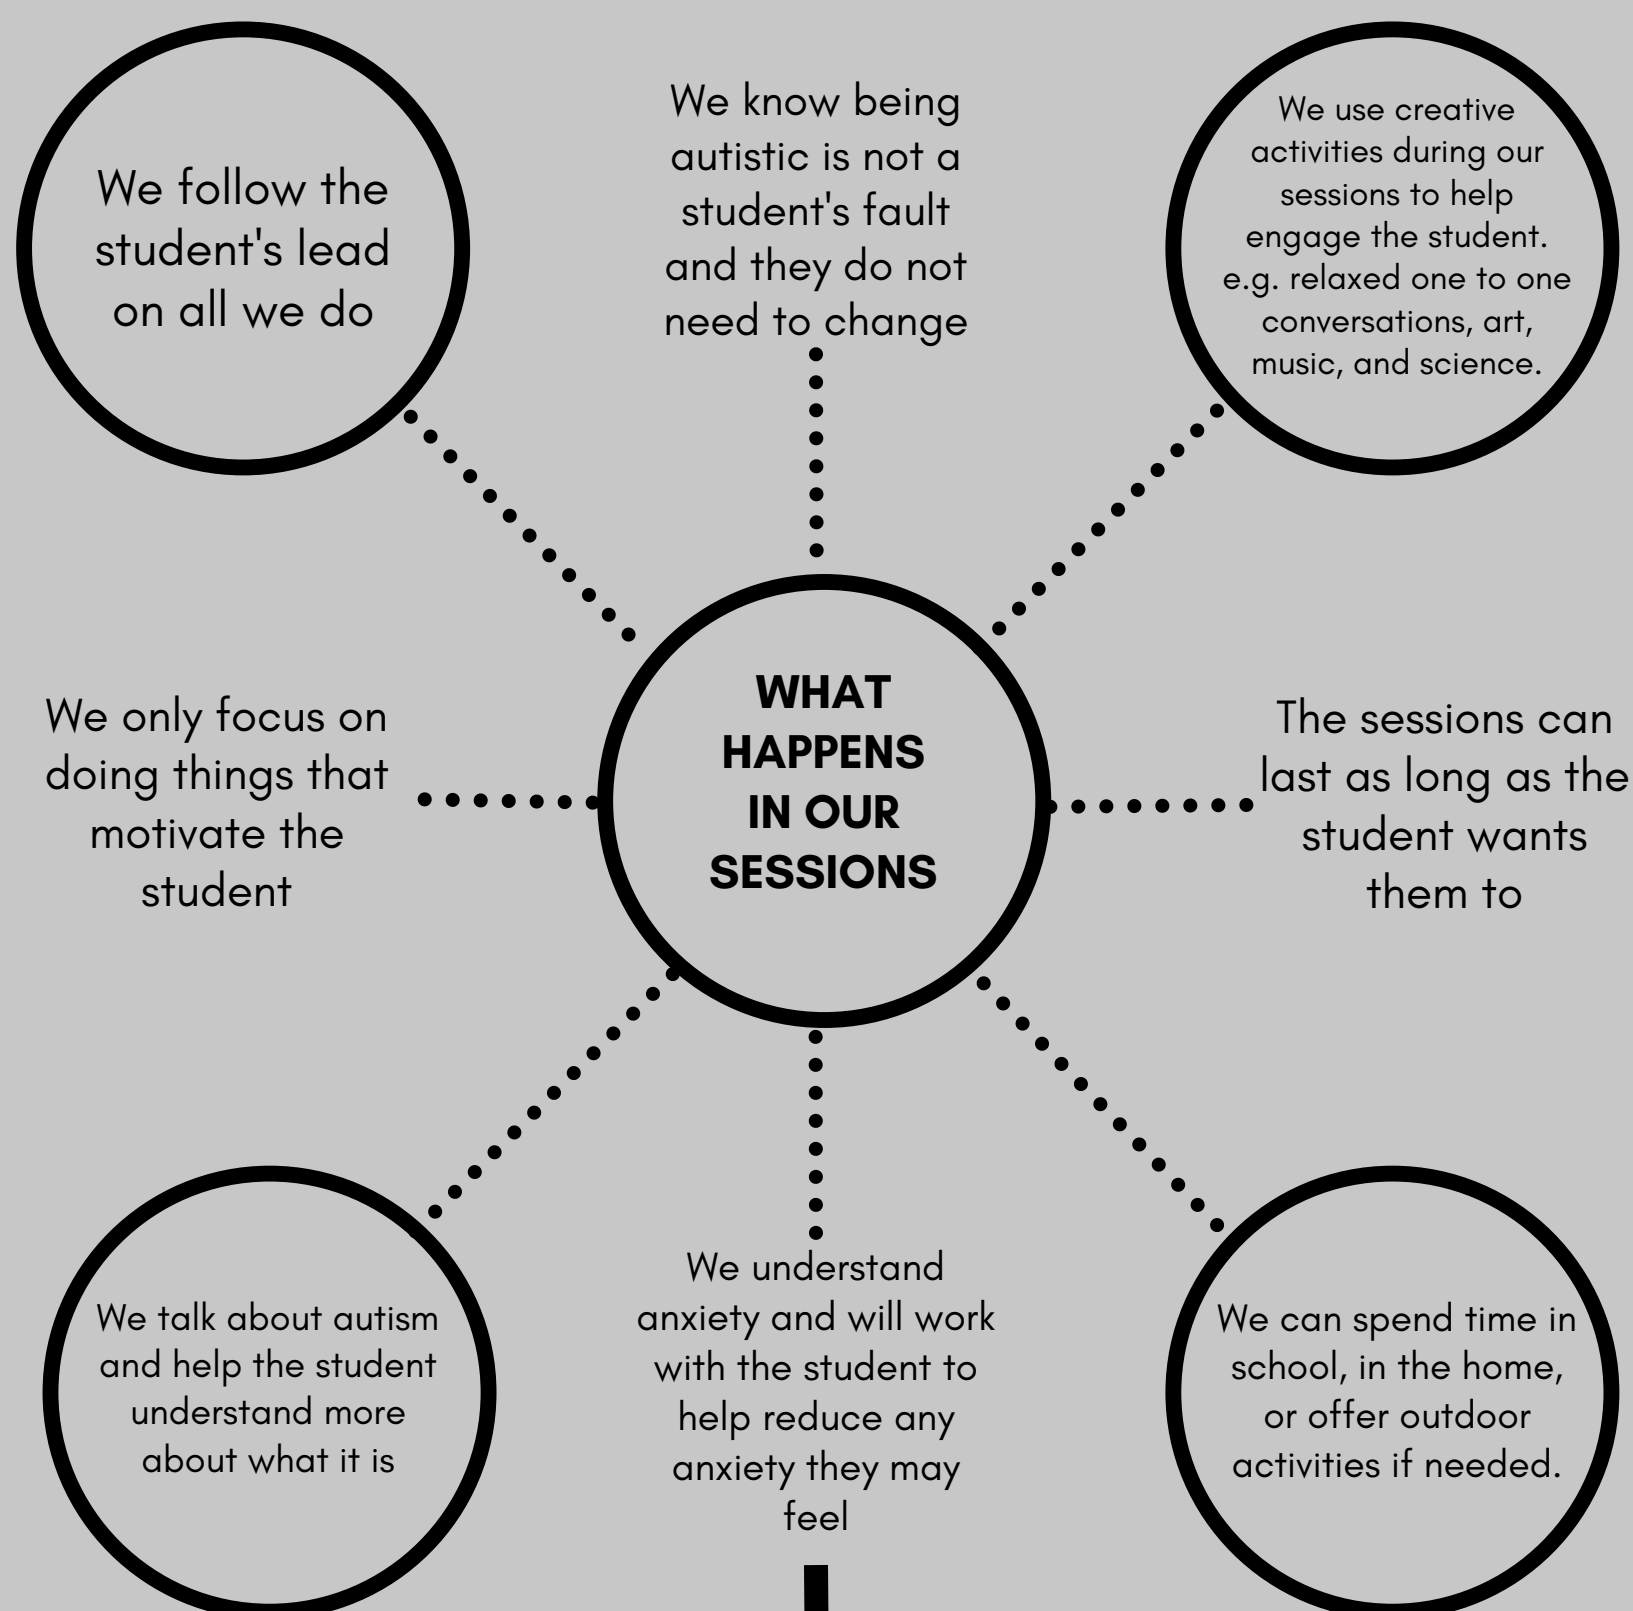 We follow the
student's lead
on all we do
We know being
autistic is not a
student's fault
and they do not
need to change
We use creative
activities during our
sessions to help
engage the student.
e.g. relaxed one to one
conversations, art,
music, and science.
We only focus on
doing things that
motivate the
student
WHAT
HAPPENS
IN OUR
SESSIONS
The sessions can
last as long as the
student wants
them to
We talk about autism
and help the student
understand more
about what it is
We understand
anxiety and will work
with the student to
help reduce any
anxiety they may
feel
We can spend time in
school, in the home,
or offer outdoor
activities if needed.